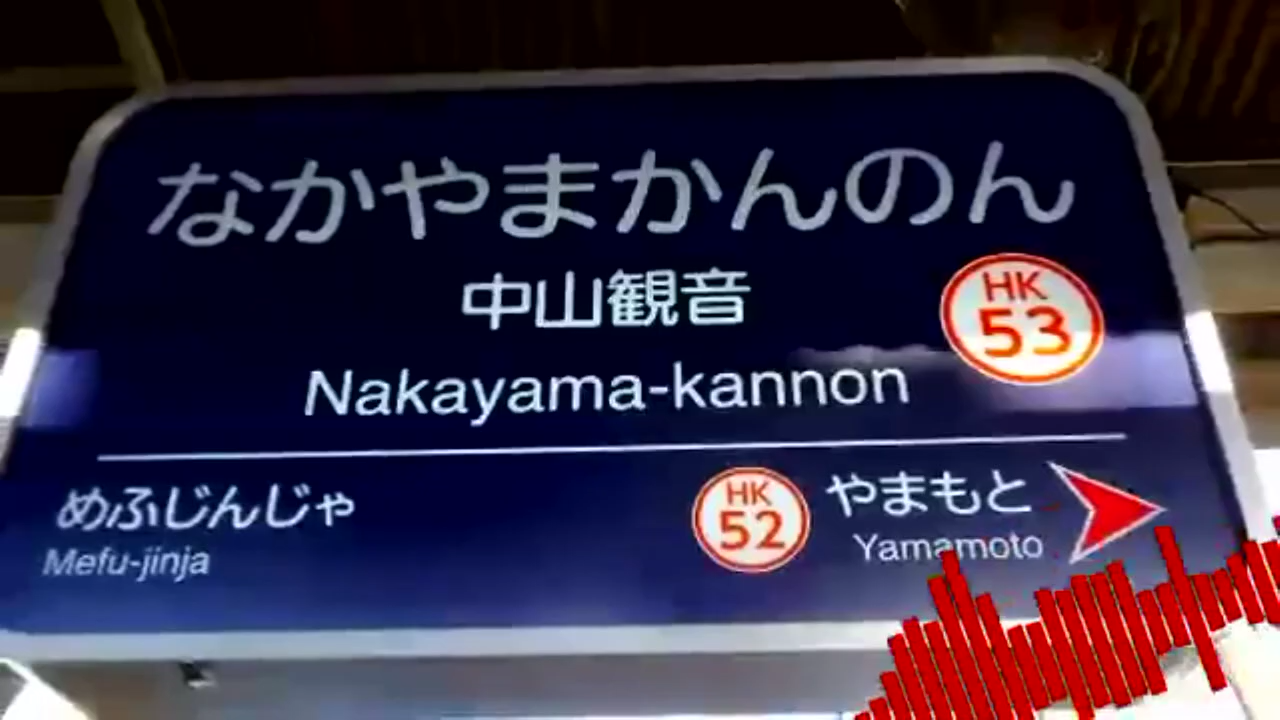 なかやまかんのん
中山観音
HK
53
Nakayama-kannon
めふじんじゃ
Mefu-jinja
HK
52
やまもと
Yamamoto